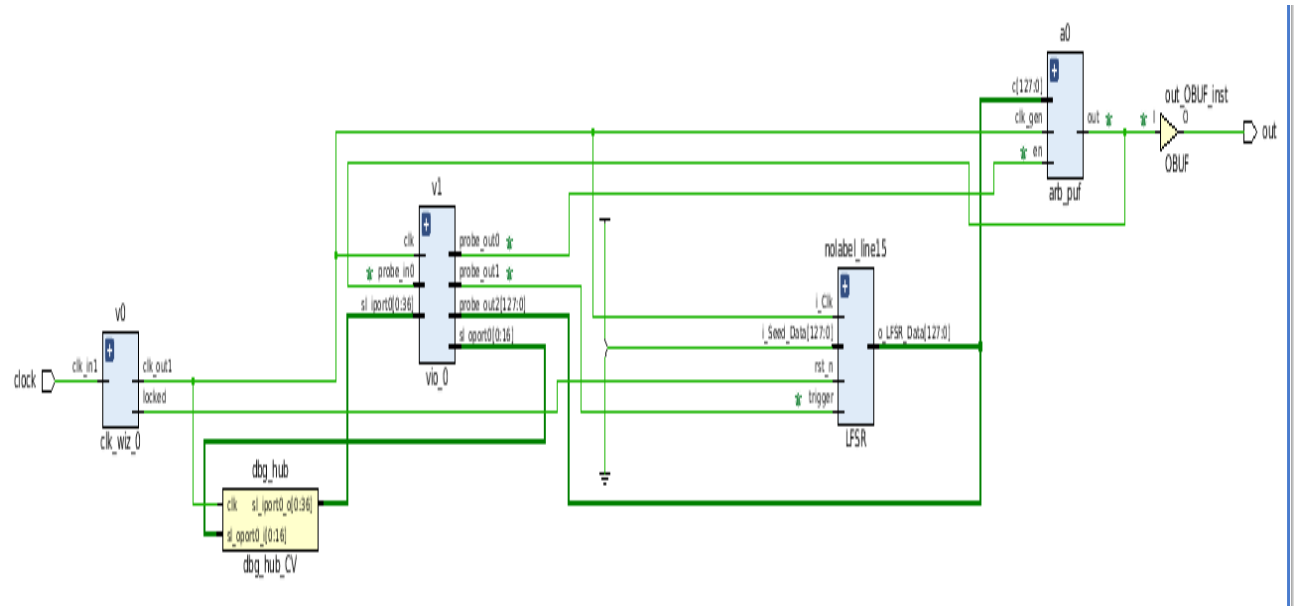 a0
c[127:0]
clk_gen
en
out
arb_puf
out_OBUF_inst
I
O
OBUF
out
v1
clk
probe_in0
sl_iport0[0:36]
probe_out0
probe_out1
probe_out2[127:0]
sl_oport0[0:16]
vio_0
nolabel_line15
i_Clk
i_Seed_Data[127:0]
rst_n
trigger
o_LFSR_Data[127:0]
LFSR
v0
clock
clk_in1
clk_out1
locked
clk_wiz_0
dbg_hub
clk
sl_iport0_o[0:36]
sl_oport0_i[0:16]
dbg_hub_CV